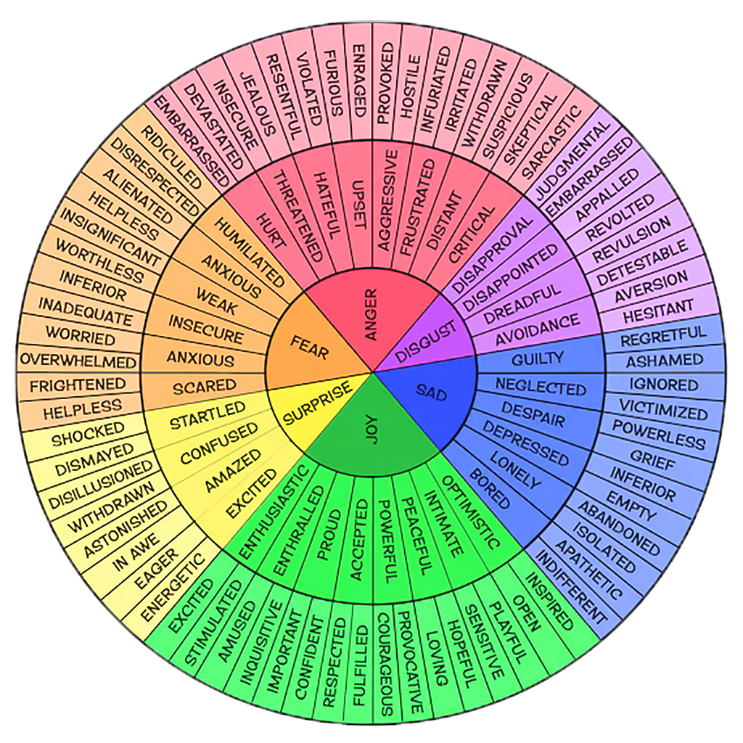 ANGER
DISGUST
SAD
JOY
SURPRISE
FEAR
HURT
THREATENED
HATEFUL
UPSET
AGGRESSIVE
FRUSTRATED
DISTANT
CRITICAL
DISAPPROVAL
DISAPPOINTED
DREADFUL
AVOIDANCE
GUILTY
NEGLECTED
DESPAIR
DEPRESSED
LONELY
BORED
OPTIMISTIC
INTIMATE
PEACEFUL
POWERFUL
ACCEPTED
PROUD
ENTHRALLED
ENTHUSIASTIC
EXCITED
AMAZED
CONFUSED
STARTLED
SCARED
ANXIOUS
INSECURE
WEAK
ANXIOUS
HUMILIATED
EMBARRASSED
DEVASTATED
INSECURE
JEALOUS
RESENTFUL
VIOLATED
FURIOUS
ENRAGED
PROVOKED
HOSTILE
INFURIATED
IRRITATED
WITHDRAWN
SUSPICIOUS
SKEPTICAL
SARCASTIC
JUDGMENTAL
EMBARRASSED
APPALLED
REVOLTED
REVULSION
DETESTABLE
AVERSION
HESITANT
REGRETFUL
ASHAMED
IGNORED
VICTIMIZED
POWERLESS
GRIEF
INFERIOR
EMPTY
ABANDONED
ISOLATED
APATHETIC
INDIFFERENT
INSPIRED
OPEN
PLAYFUL
SENSITIVE
HOPEFUL
LOVING
PROVOCATIVE
COURAGEOUS
FULFILLED
RESPECTED
CONFIDENT
IMPORTANT
INQUISITIVE
AMUSED
STIMULATED
EXCITED
ENERGETIC
EAGER
IN AWE
ASTONISHED
WITHDRAWN
DISILLUSIONED
DISMAYED
SHOCKED
HELPLESS
FRIGHTENED
OVERWHELMED
WORRIED
INADEQUATE
INFERIOR
WORTHLESS
INSIGNIFICANT
HELPLESS
ALIENATED
DISRESPECTED
RIDICULED